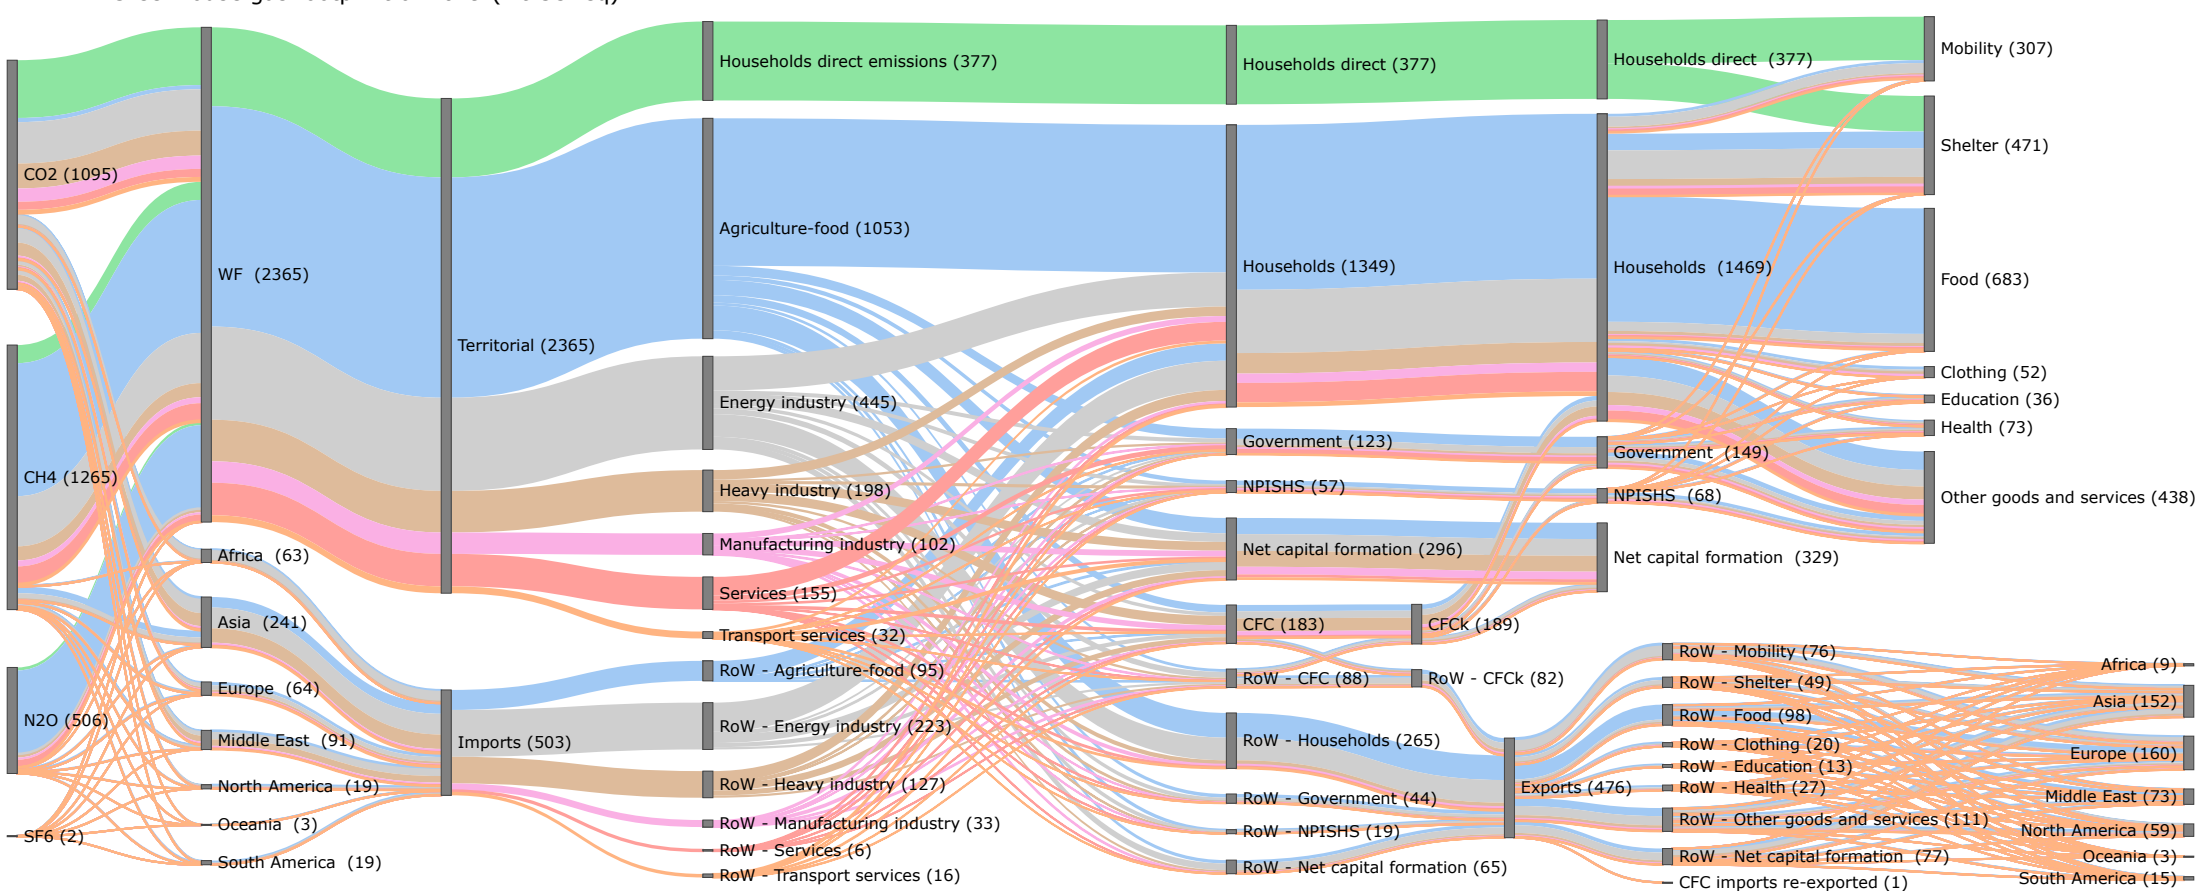 CO2 (1095)
CH4 (1265)
N2O (506)
SF6 (2)
WF (2365)
Africa (63)
Asia (241)
Europe (64)
Middle East (91)
North America (19)
Oceania (3)
South America (19)
Territorial (2365)
Imports (503)
Households direct emissions (377)
Agriculture-food (1053)
Energy industry (445)
Heavy industry (198)
Manufacturing industry (102)
Services (155)
Transport services (32)
RoW - Agriculture-food (95)
RoW - Energy industry (223)
RoW - Heavy industry (127)
RoW - Manufacturing industry (33)
RoW - Services (6)
RoW - Transport services (16)
Households direct (377)
Households (1349)
Government (123)
NPISHS (57)
Net capital formation (296)
CFC (183)
RoW - CFC (88)
RoW - Households (265)
RoW - Government (44)
RoW - NPISHS (19)
RoW - Net capital formation (65)
CFCk (189)
RoW - CFCk (82)
Exports (476)
Households direct (377)
Households (1469)
Government (149)
NPISHS (68)
Net capital formation (329)
RoW - Mobility (76)
RoW - Shelter (49)
RoW - Food (98)
RoW - Clothing (20)
RoW - Education (13)
RoW - Health (27)
RoW - Other goods and services (111)
RoW - Net capital formation (77)
CFC imports re-exported (1)
Mobility (307)
Shelter (471)
Food (683)
Clothing (52)
Education (36)
Health (73)
Other goods and services (438)
Africa (9)
Asia (152)
Europe (160)
Middle East (73)
North America (59)
Oceania (3)
South America (15)